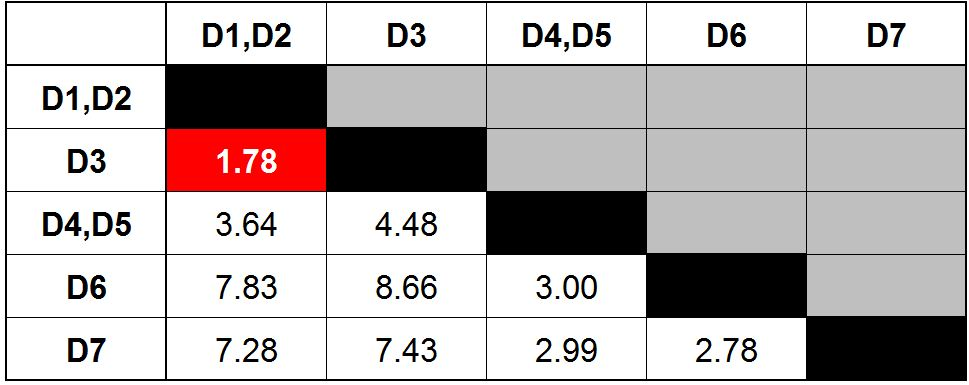 D1,D2 D3 D4,D5 D6 D7
D1,D2
D3 1.78
D4,D5 3.64 4.48
D6 7.83 8.66 3.00
D7 7.28 7.43 2.99 2.78